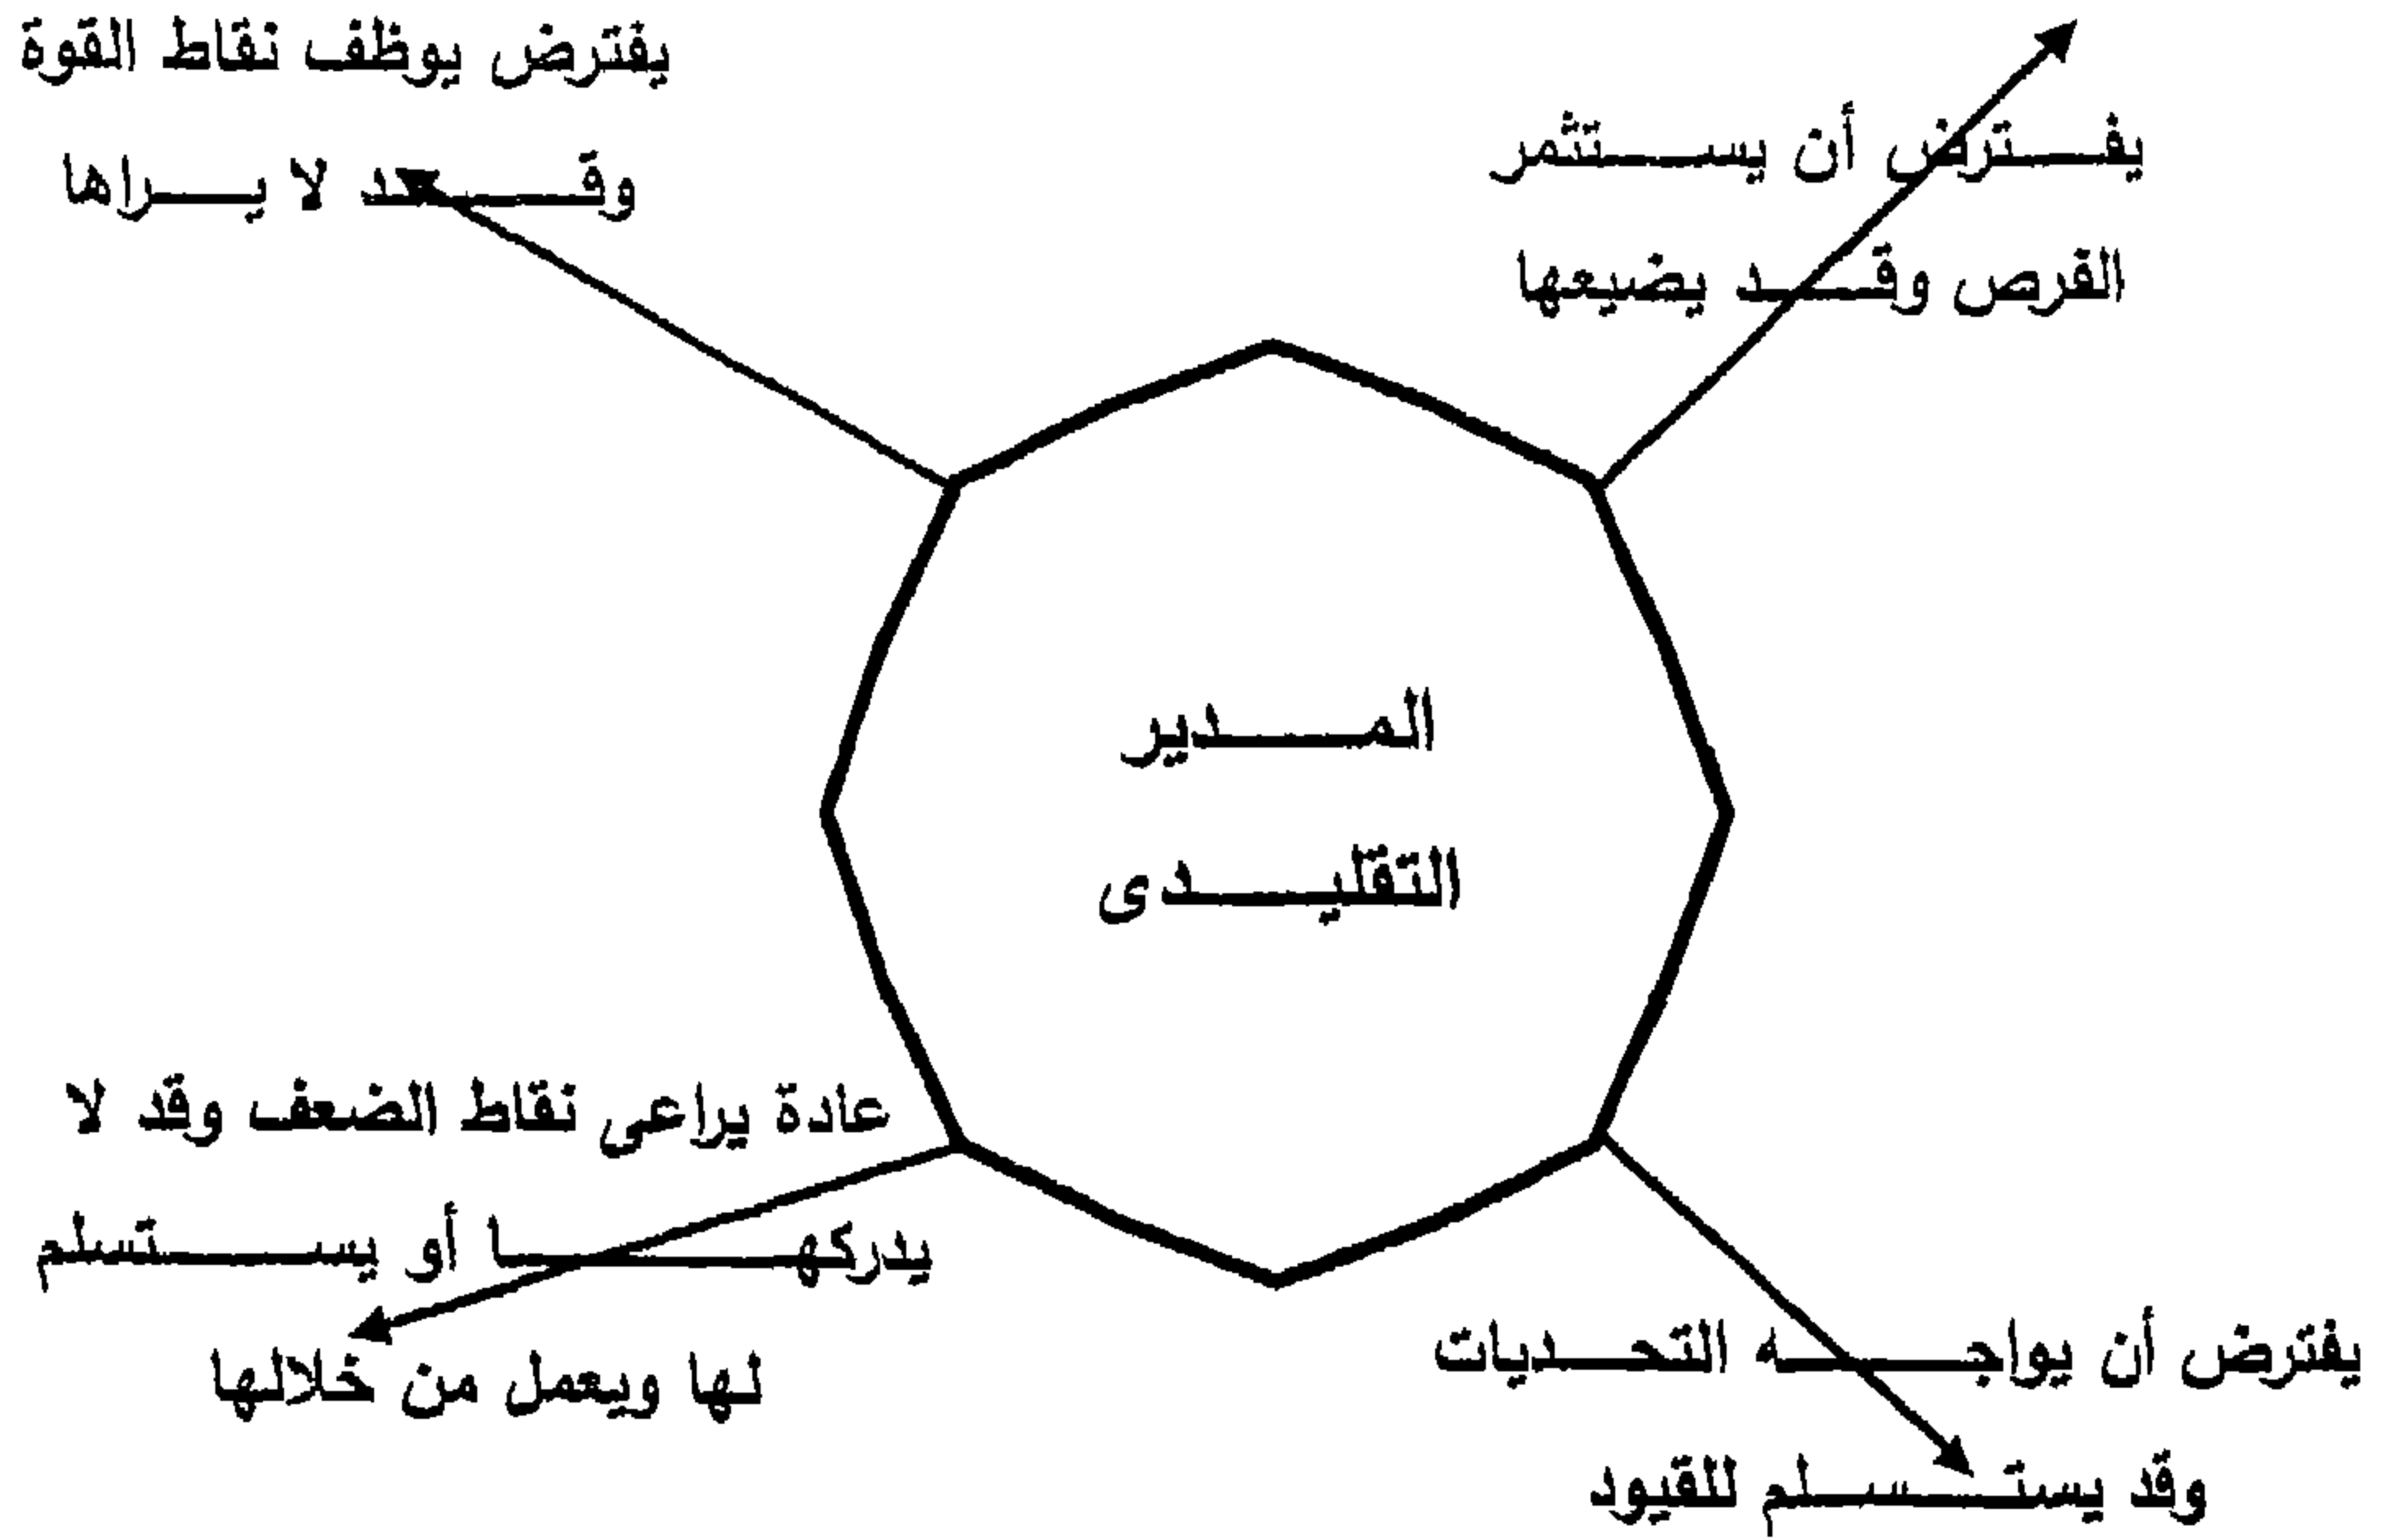 يفترض يوظف نقاط القوة
وقد لا يراها
يفترض أن يستثمر
الفرص وقد يضيعها
المدير
التقليدى
عادة يراعى نقاط الضعف وقد لا
يدركها أو يستسلم
لها ويعمل من خلالها
يفترض أن يواجه التحديات
وقد يستسلم للقيود